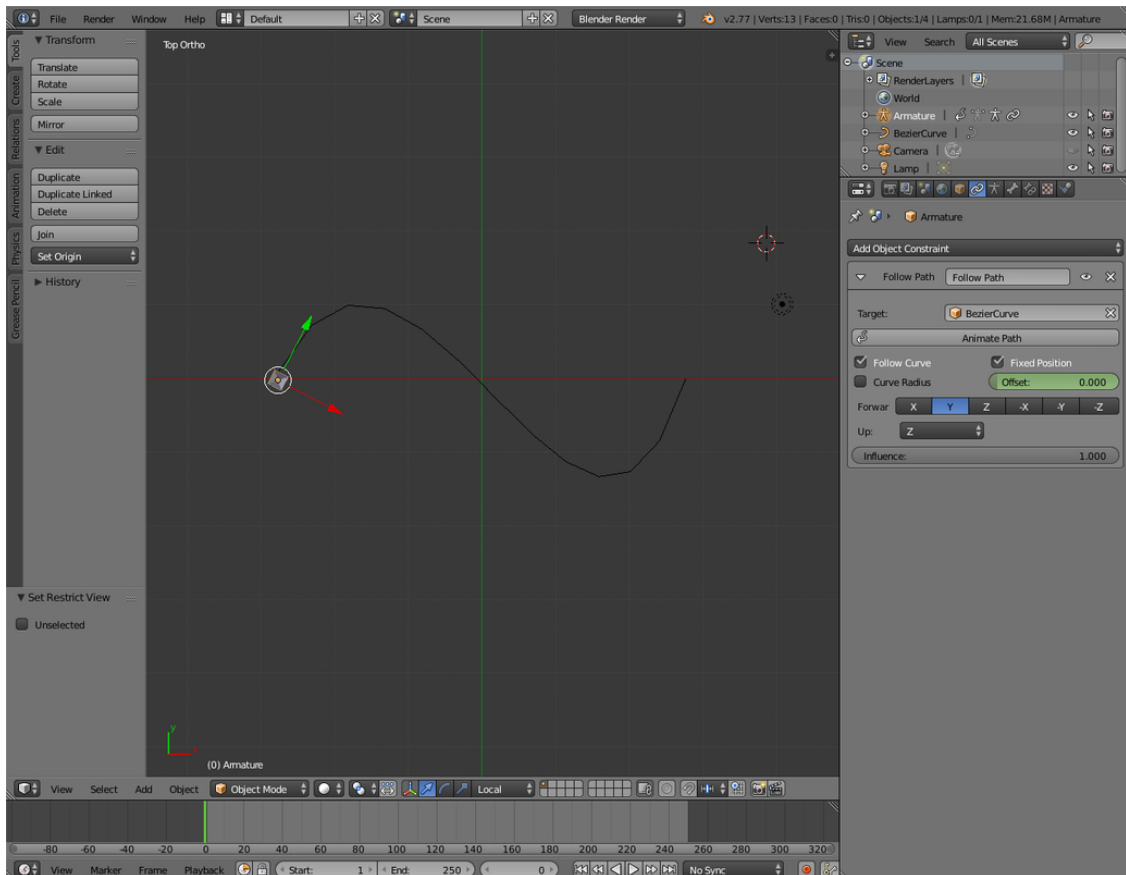 File Render Window Help Default Scene Blender Render v2.77 | Verts:13 | Faces:0 | Tris:0 | Objects:1/4 | Lamps:0/1 | Mem:21.68M | Armature
Tools
Create
Relations
Animation
Physics
Grease Pencil
Transform
Translate
Rotate
Scale
Mirror
Edit
Duplicate
Duplicate Linked
Delete
Join
Set Origin
History
Set Restrict View
Unselected
Top Ortho
y
x
(0) Armature
View Search All Scenes
Scene
RenderLayers |
World
Armature |
BezierCurve |
Camera |
Lamp |
Armature
Add Object Constraint
Follow Path Follow Path
Target: BezierCurve
Animate Path
Follow Curve Fixed Position
Curve Radius Offset: 0.000
Forwar X Y Z -X -Y -Z
Up: Z
Influence: 1.000
View Select Add Object Object Mode Local
-80 -60 -40 -20 0 20 40 60 80 100 120 140 160 180 200 220 240 260 280 300 320
View Marker Frame Playback Start: 1 End: 250 0 No Sync